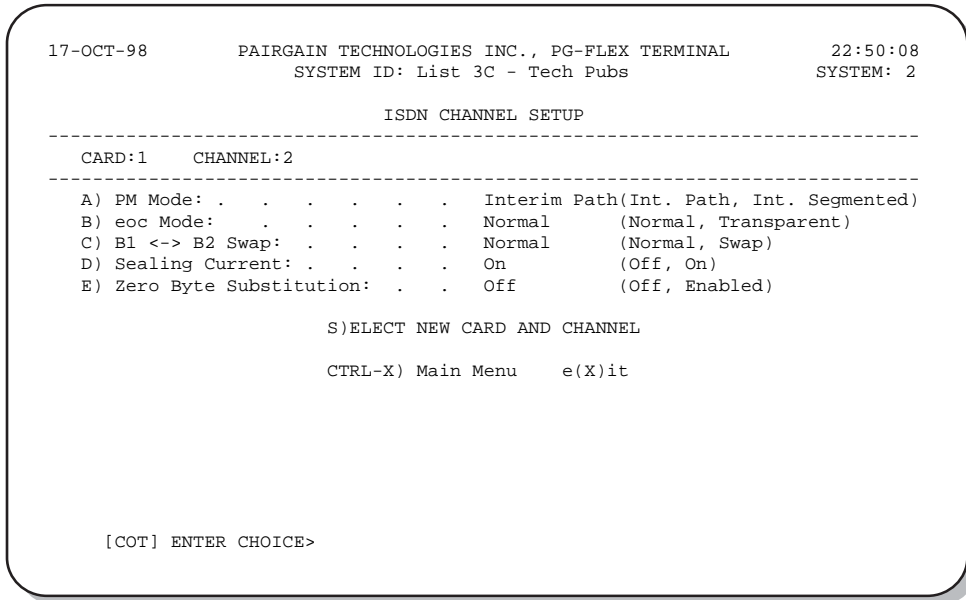 17-OCT-98 PAIRGAIN TECHNOLOGIES INC., PG-FLEX TERMINAL 22:50:08
SYSTEM ID: List 3C - Tech Pubs SYSTEM: 2
ISDN CHANNEL SETUP
--------------------------------------------------------------------------------
CARD:1 CHANNEL:2
--------------------------------------------------------------------------------
A) PM Mode: . . . . . . Interim Path(Int. Path, Int. Segmented)
B) eoc Mode: . . . . . Normal (Normal, Transparent)
C) B1 <-> B2 Swap: . . . . Normal (Normal, Swap)
D) Sealing Current: . . . . On (Off, On)
E) Zero Byte Substitution: . . Off (Off, Enabled)
S)ELECT NEW CARD AND CHANNEL
CTRL-X) Main Menu e(X)it
[COT] ENTER CHOICE>